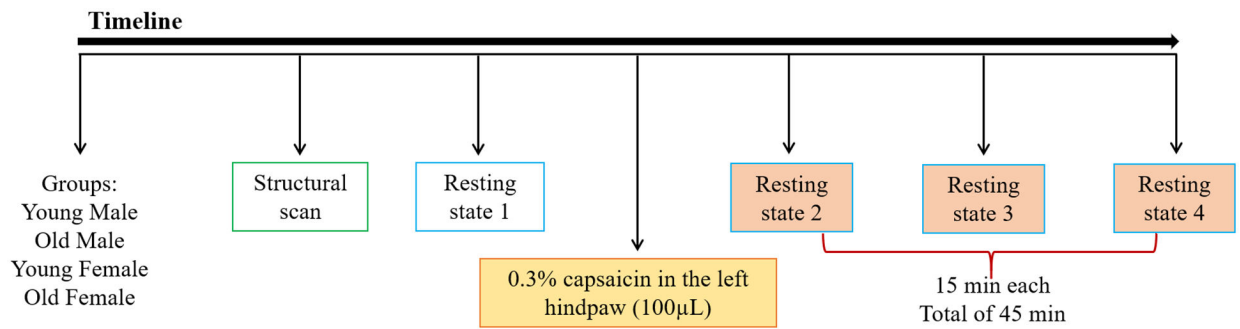 Timeline
Groups:
Young Male
Old Male
Young Female
Old Female
Structural
scan
Resting
state 1
0.3% capsaicin in the left
hindpaw (100µL)
Resting
state 2
Resting
state 3
Resting
state 4
15 min each
Total of 45 min